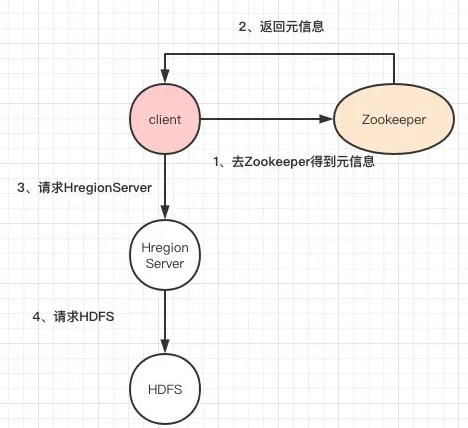 2、返回元信息
client
Zookeeper
1、去Zookeeper得到元信息
3、请求HregionServer
Hregion
Server
4、请求HDFS
HDFS